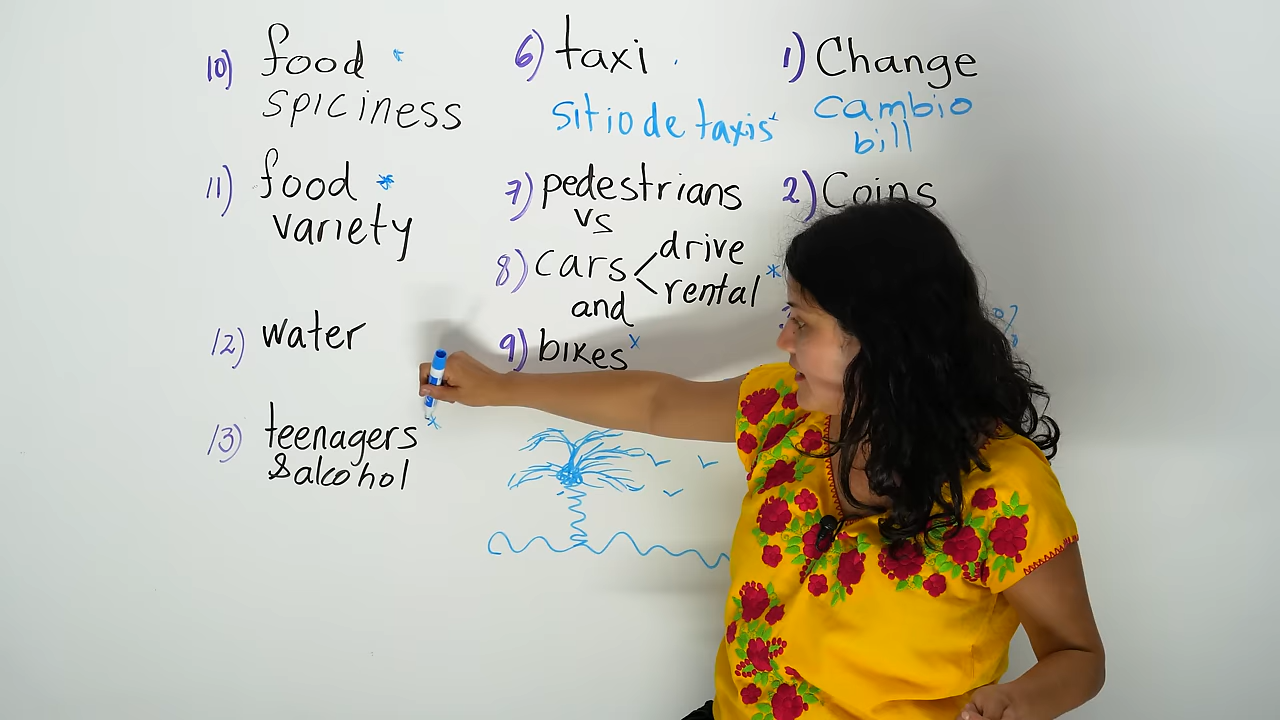 10) food
spiciness
11) food *
variety
12) water
13) teenagers *
& alcohol
6) taxi
sitio de taxis
7) pedestrians
vs
8) cars < drive
rental *
and
9) bikes x
1) Change
cambio
bill
2) Coins
%